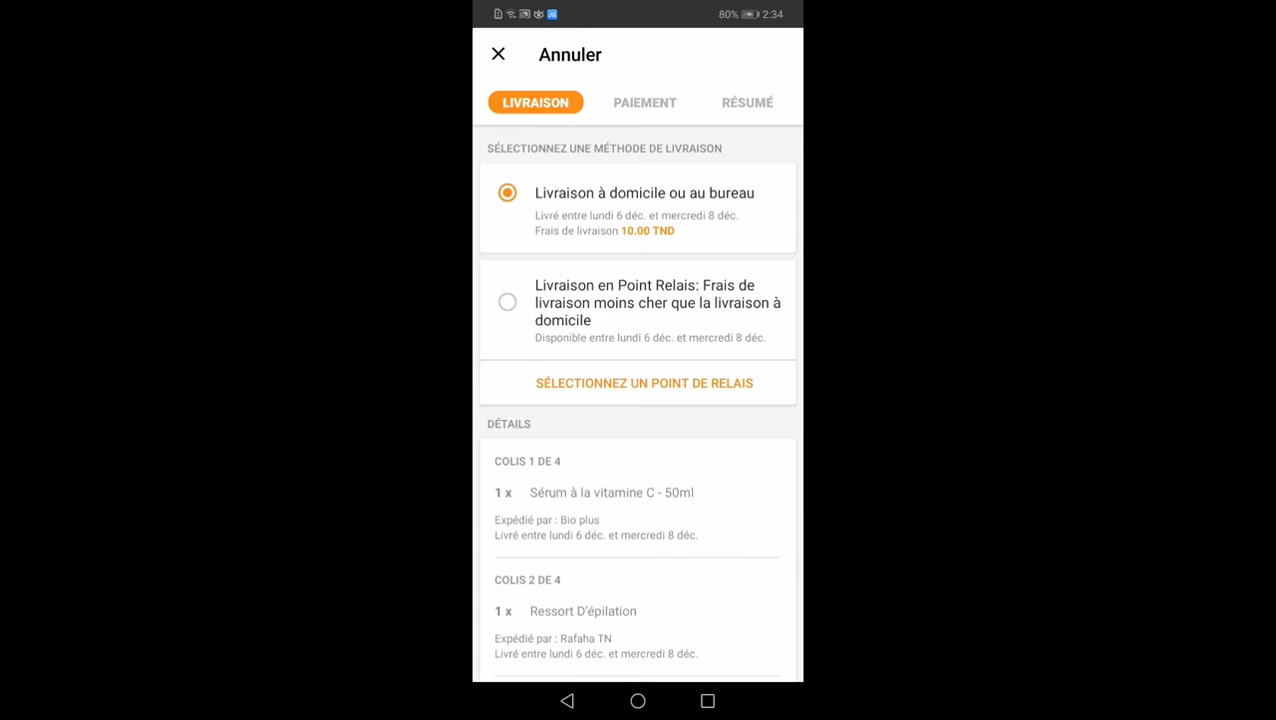 80% 2:34
Annuler
LIVRAISON PAIEMENT RÉSUMÉ
SÉLECTIONNEZ UNE MÉTHODE DE LIVRAISON
Livraison à domicile ou au bureau
Livré entre lundi 6 déc. et mercredi 8 déc.
Frais de livraison 10.00 TND
Livraison en Point Relais: Frais de
livraison moins cher que la livraison à
domicile
Disponible entre lundi 6 déc. et mercredi 8 déc.
SÉLECTIONNEZ UN POINT DE RELAIS
DÉTAILS
COLIS 1 DE 4
1 x Sérum à la vitamine C - 50ml
Expédié par : Bio plus
Livré entre lundi 6 déc. et mercredi 8 déc.
COLIS 2 DE 4
1 x Ressort D'épilation
Expédié par : Rafaha TN
Livré entre lundi 6 déc. et mercredi 8 déc.